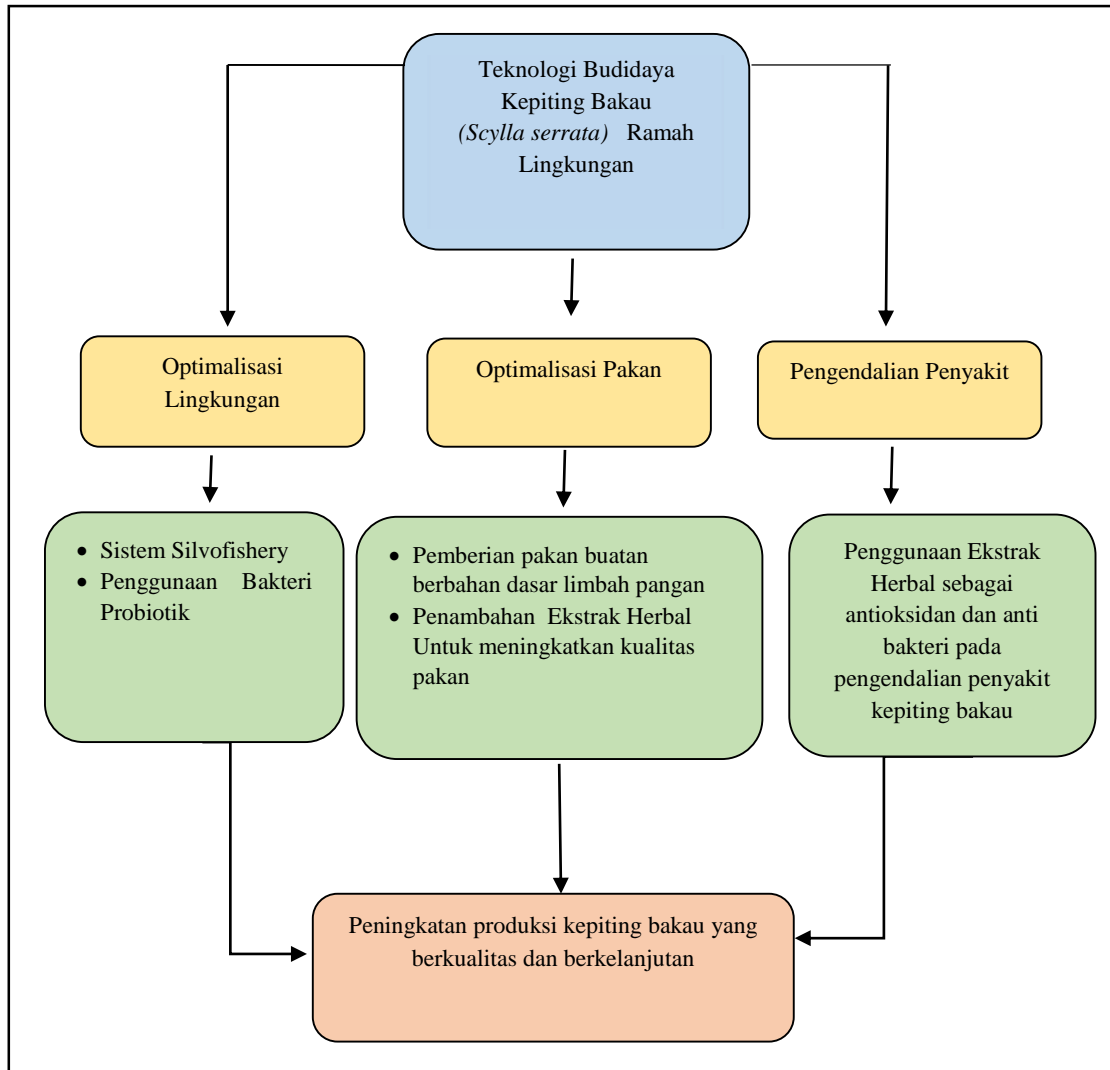 Teknologi Budidaya
Kepiting Bakau
(Scylla serrata) Ramah
Lingkungan
Optimalisasi
Lingkungan
Optimalisasi Pakan
Pengendalian Penyakit
• Sistem Silvofishery
• Penggunaan Bakteri
Probiotik
• Pemberian pakan buatan
berbahan dasar limbah pangan
• Penambahan Ekstrak Herbal
Untuk meningkatkan kualitas
pakan
Penggunaan Ekstrak
Herbal sebagai
antioksidan dan anti
bakteri pada
pengendalian penyakit
kepiting bakau
Peningkatan produksi kepiting bakau yang
berkualitas dan berkelanjutan